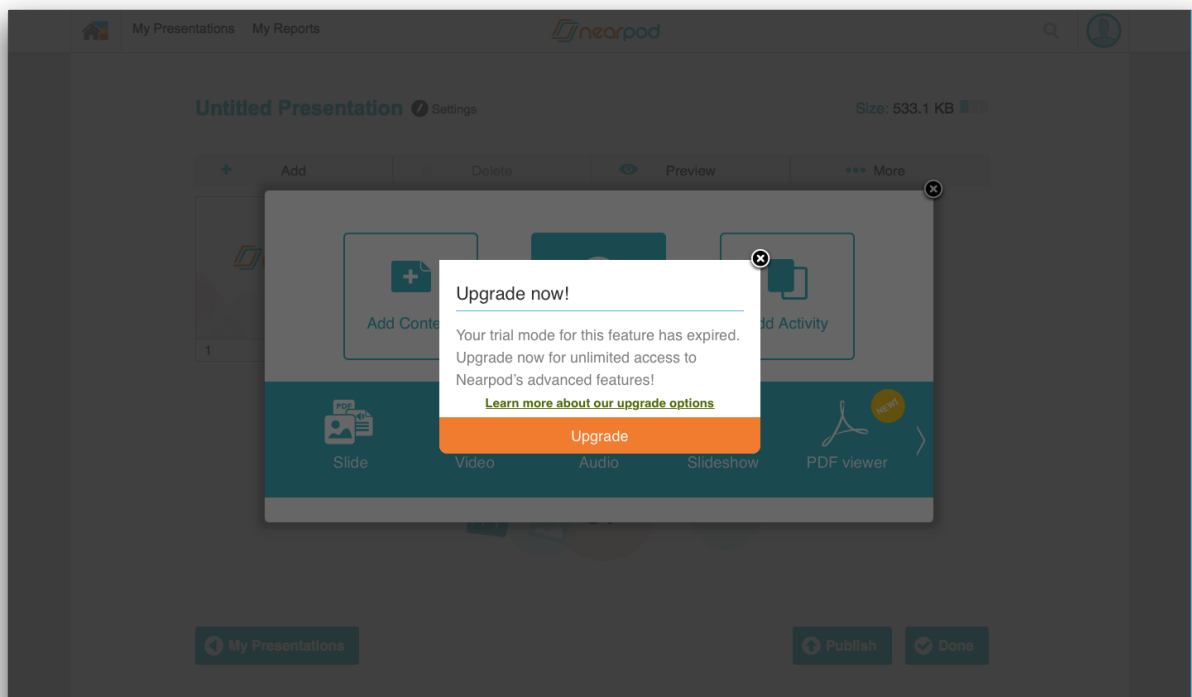 My Presentations My Reports
nearpod
Untitled Presentation Settings
Size: 533.1 KB
Add Delete Preview More
1
Add Conte
dd Activity
Upgrade now!
Your trial mode for this feature has expired.
Upgrade now for unlimited access to
Nearpod's advanced features!
Learn more about our upgrade options
Upgrade
PDF
NEW!
Slide Video Audio Slideshow PDF viewer
My Presentations Publish Done